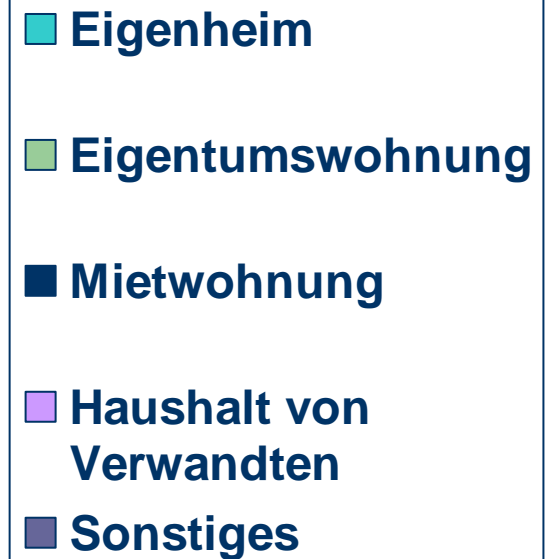 Eigenheim
Eigentumswohnung
Mietwohnung
Haushalt von
Verwandten
Sonstiges